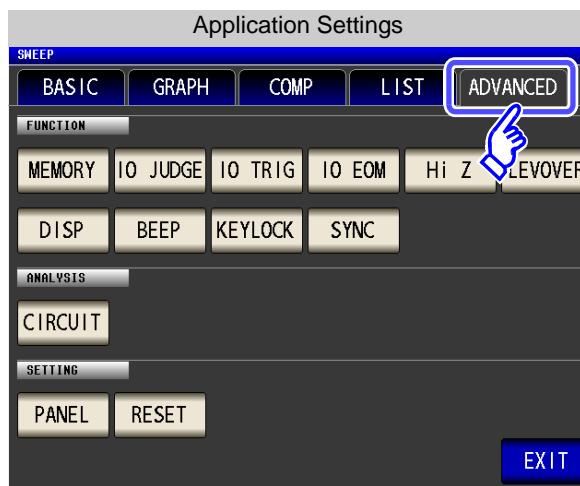 Application Settings
SWEEP
BASIC GRAPH COMP LIST ADVANCED
FUNCTION
MEMORY IO JUDGE IO TRIG IO EOM Hi Z LEVOVER
DISP BEEP KEYLOCK SYNC
ANALYSIS
CIRCUIT
SETTING
PANEL RESET
EXIT